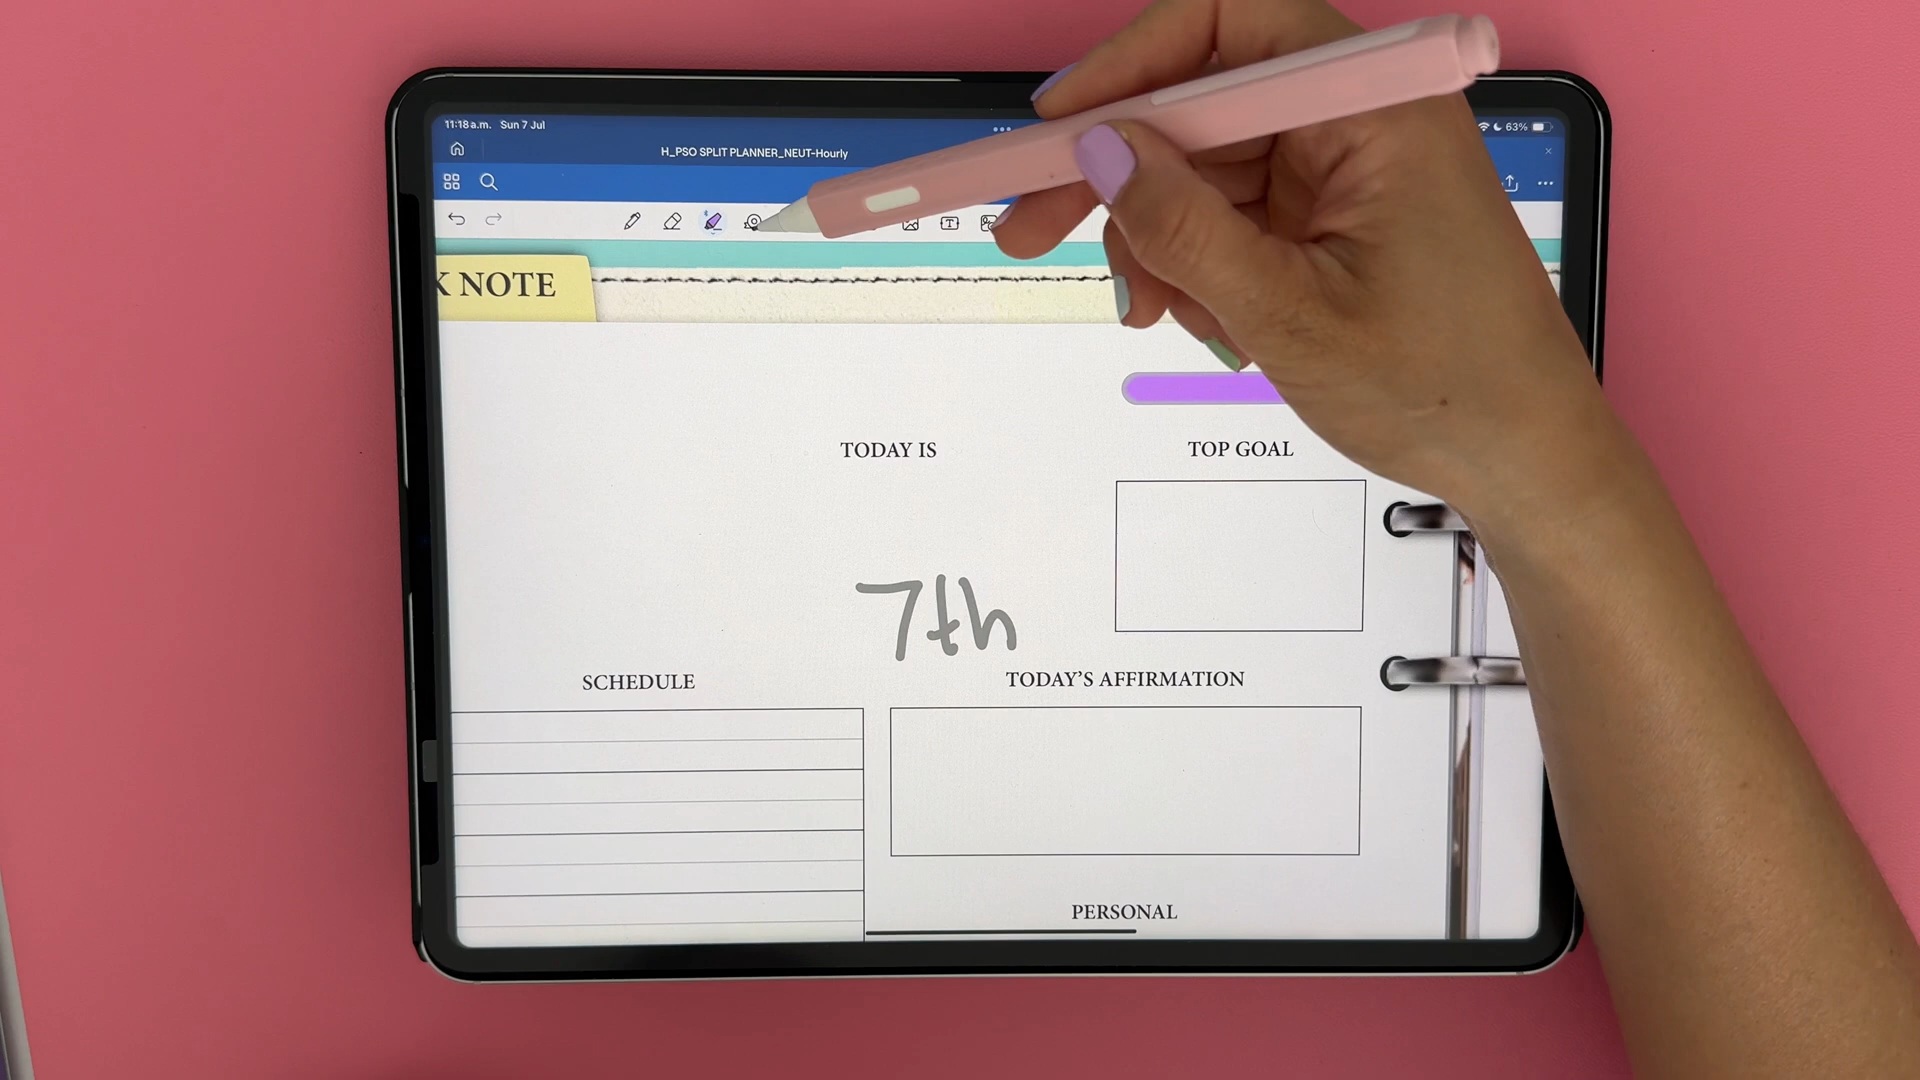 11:18 a.m. Sun 7 Jul
63%
H_PSO SPLIT PLANNER_NEUT-Hourly
K NOTE
TODAY IS
TOP GOAL
7th
SCHEDULE
TODAY'S AFFIRMATION
PERSONAL